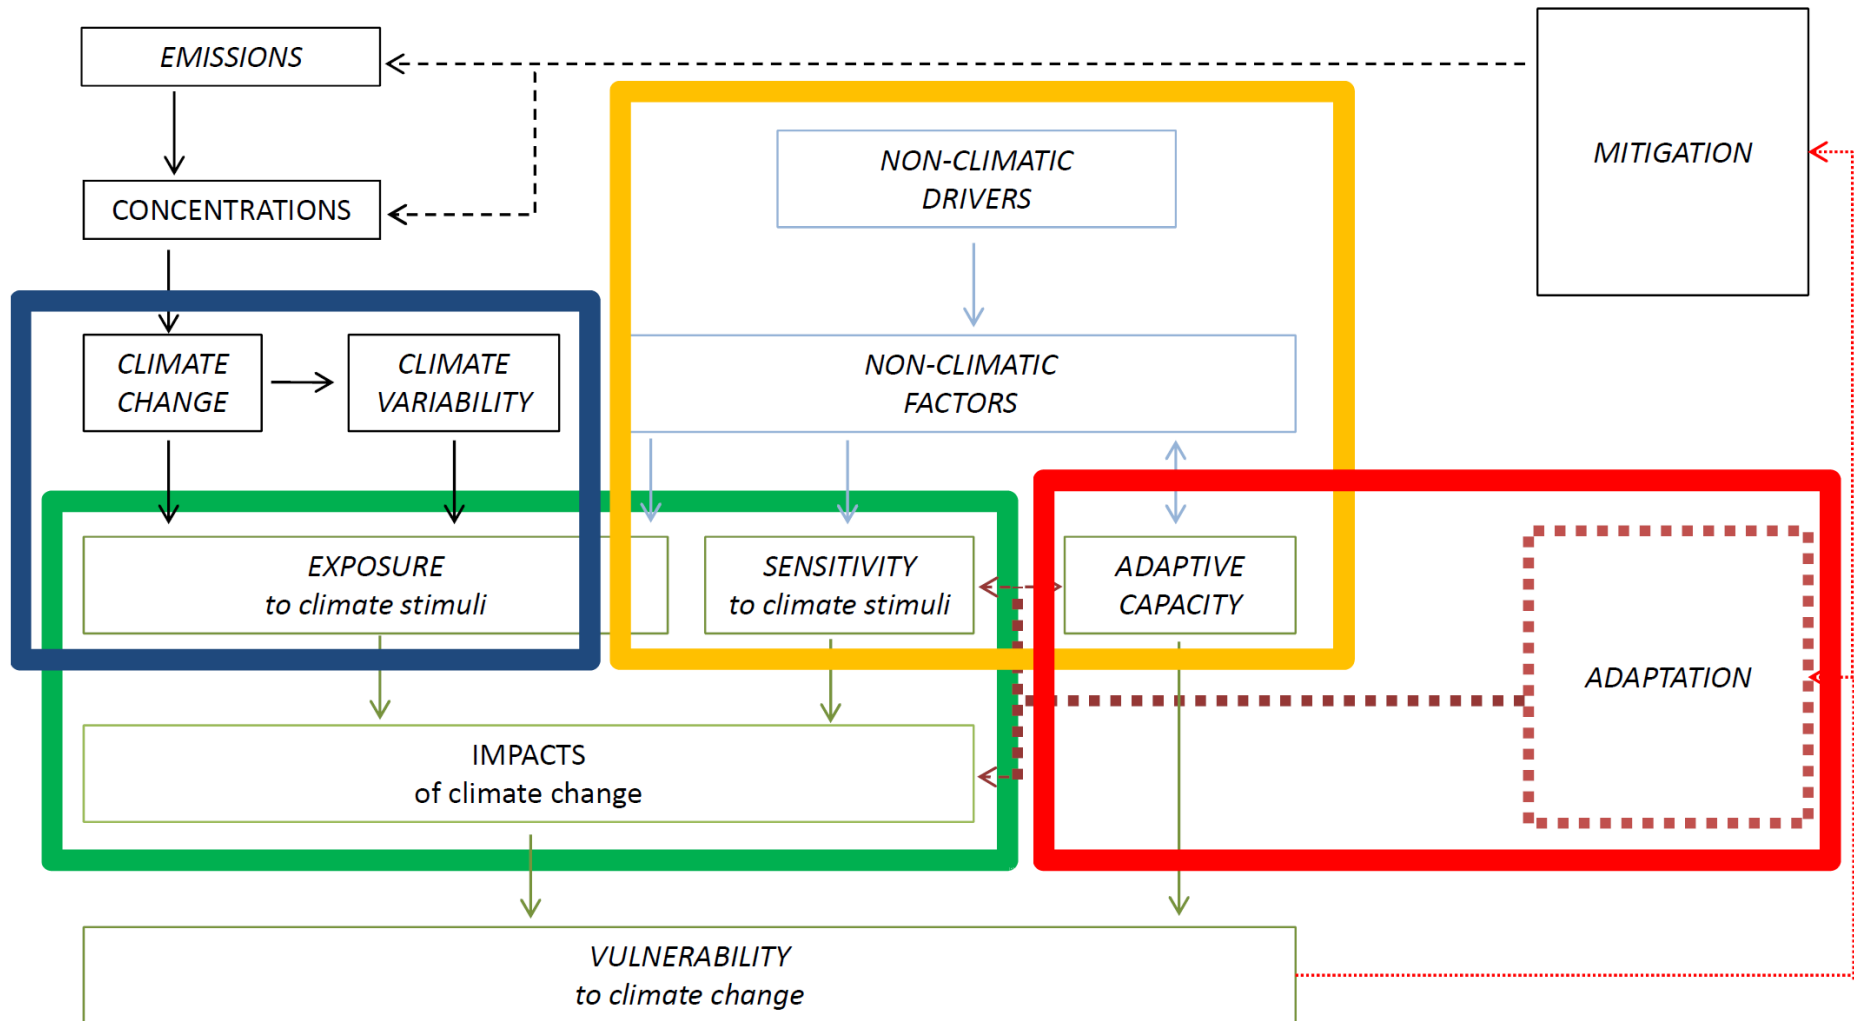 EMISSIONS
CONCENTRATIONS
NON-CLIMATIC
DRIVERS
MITIGATION
CLIMATE
CHANGE
CLIMATE
VARIABILITY
NON-CLIMATIC
FACTORS
EXPOSURE
to climate stimuli
SENSITIVITY
to climate stimuli
ADAPTIVE
CAPACITY
ADAPTATION
IMPACTS
of climate change
VULNERABILITY
to climate change